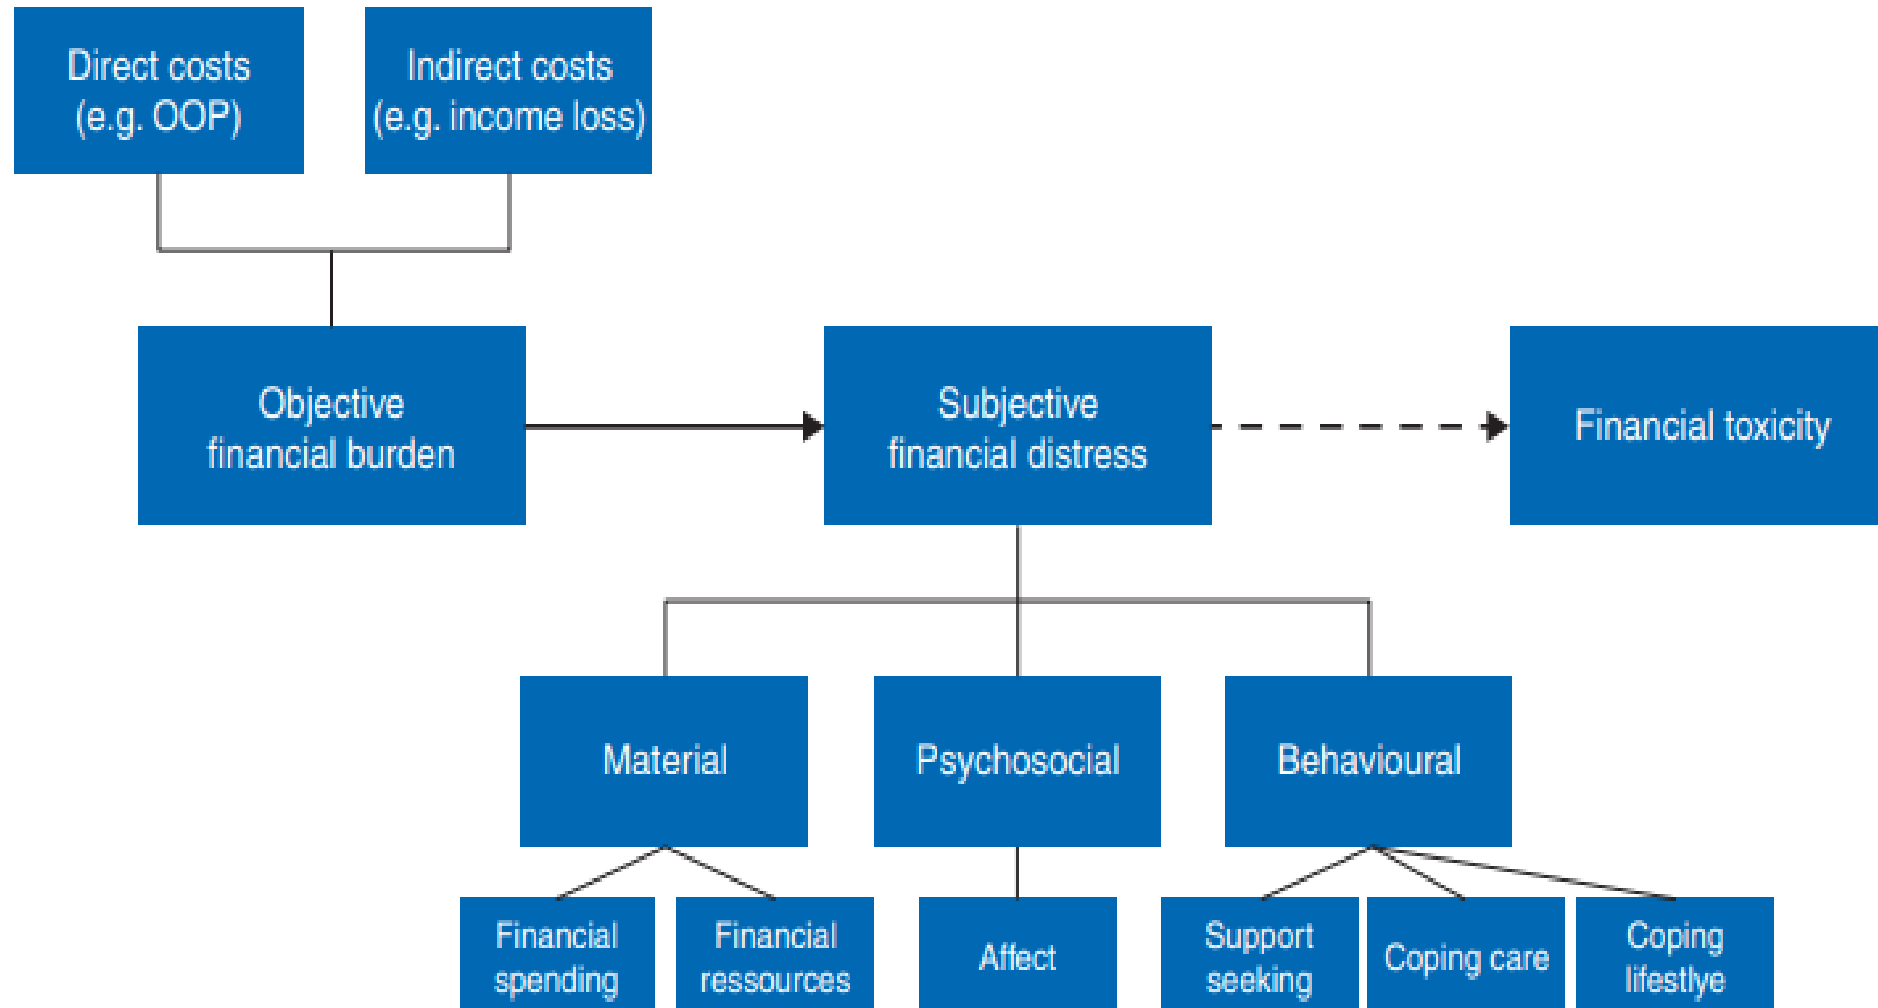 Direct costs
(e.g. OOP)
Indirect costs
(e.g. income loss)
Objective
financial burden
Subjective
financial distress
Financial toxicity
Material
Psychosocial
Behavioural
Financial
spending
Financial
ressources
Affect
Support
seeking
Coping care
Coping
lifestlye